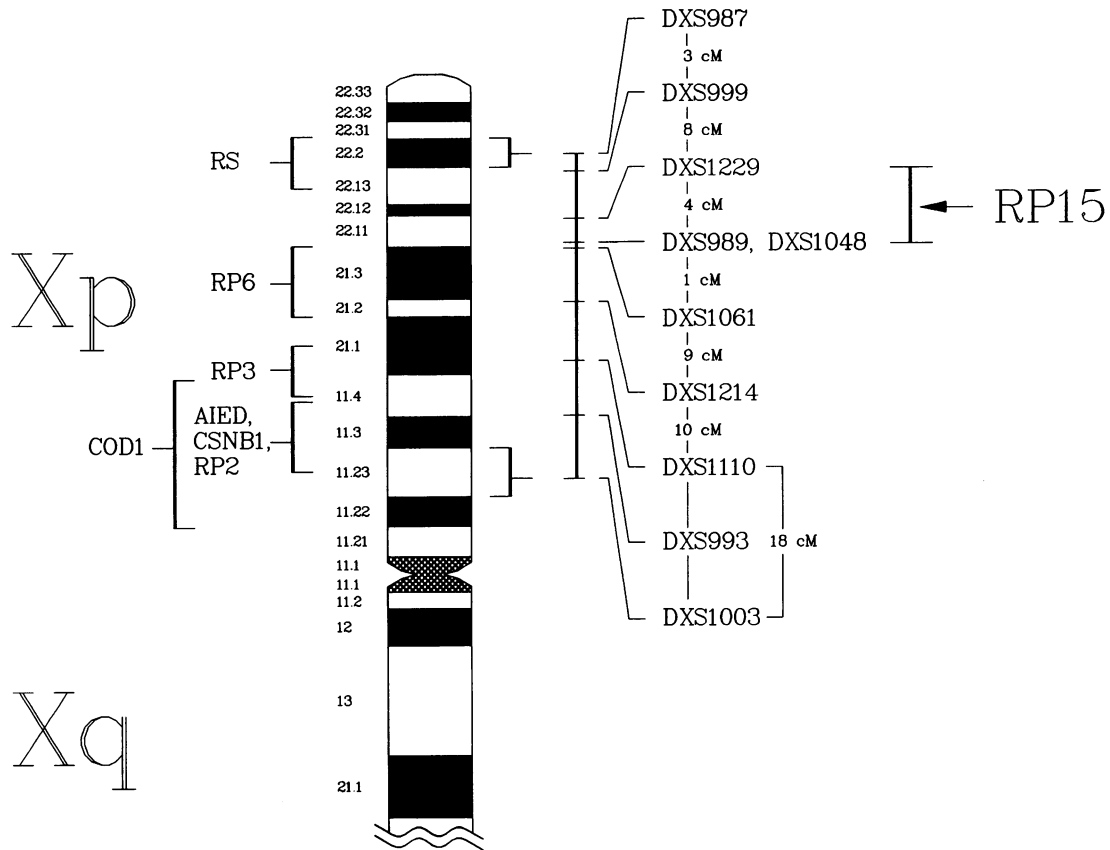 Xp
Xq
RS
RP6
RP3
COD1
AIED,
CSNB1,
RP2
22.33
22.32
22.31
22.2
22.13
22.12
22.11
21.3
21.2
21.1
11.4
11.3
11.23
11.22
11.21
11.1
11.1
11.2
12
13
21.1
DXS987
3 cM
DXS999
8 cM
DXS1229
4 cM
DXS989, DXS1048
1 cM
DXS1061
9 cM
DXS1214
10 cM
DXS1110
DXS993
18 cM
DXS1003
RP15